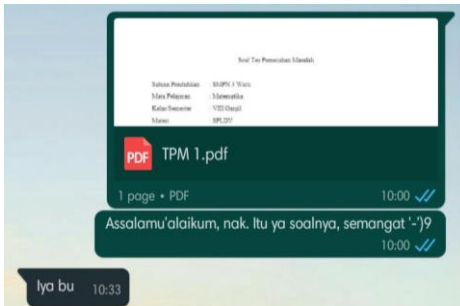 Soal Tes Pemecahan Masalah
Satuan Pendidikan : SMPN 1 Waru
Mata Pelajaran : Matematika
Kelas/Semester : VIII/Ganjil
Materi : SPLDV
PDF TPM 1.pdf
1 page • PDF 10:00
Assalamu'alaikum, nak. Itu ya soalnya, semangat '-')9
10:00
Iya bu 10:33